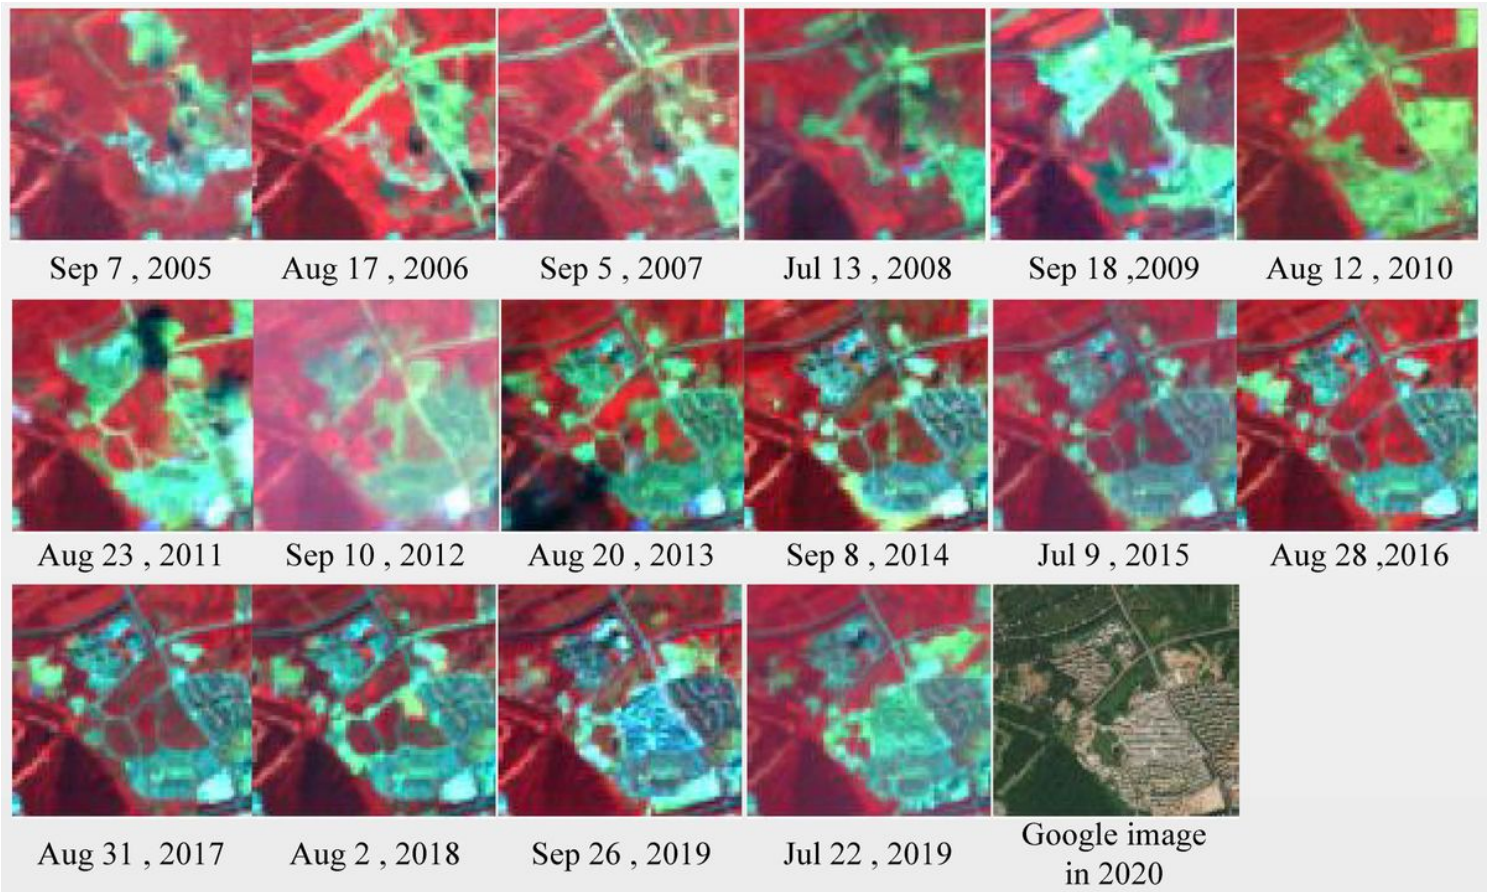 Sep 7 , 2005
Aug 17 , 2006
Sep 5 , 2007
Jul 13 , 2008
Sep 18 ,2009
Aug 12 , 2010
Aug 23 , 2011
Sep 10 , 2012
Aug 20 , 2013
Sep 8 , 2014
Jul 9 , 2015
Aug 28 ,2016
Aug 31 , 2017
Aug 2 , 2018
Sep 26 , 2019
Jul 22 , 2019
Google image
in 2020